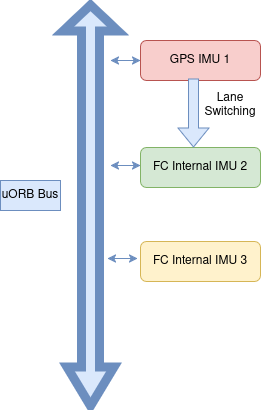 GPS IMU 1
Lane
Switching
FC Internal IMU 2
uORB Bus
FC Internal IMU 3